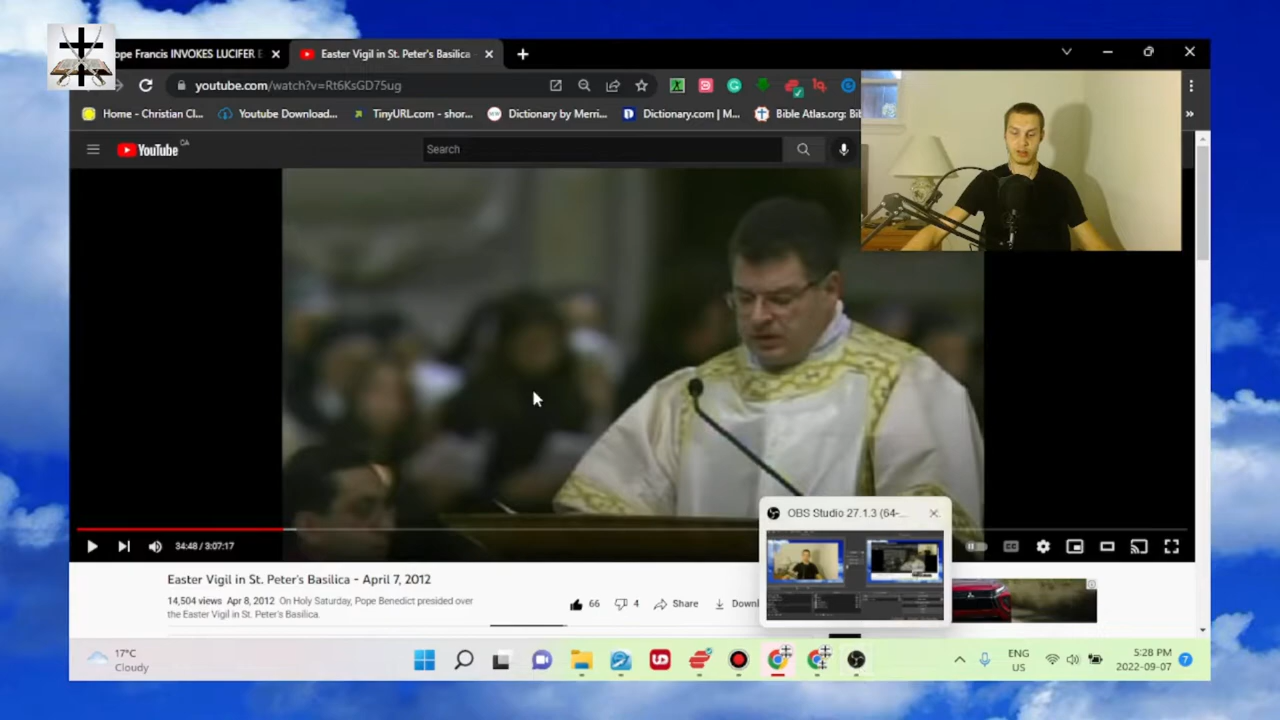 ope Francis INVOKES LUCIFER E
Easter Vigil in St. Peter's Basilica
youtube.com/watch?v=Rt6KsGD75ug
Home - Christian Cl... Youtube Download... TinyURL.com - shor... Dictionary by Merri... Dictionary.com | M... Bible Atlas.org: Bib
YouTube CA
Search
OBS Studio 27.1.3 (64-...
34:48 / 3:07:17
Easter Vigil in St. Peter's Basilica - April 7, 2012
14,504 views Apr 8, 2012 On Holy Saturday, Pope Benedict presided over
the Easter Vigil in St. Peter's Basilica.
66 4 Share Downl
17°C
Cloudy
ENG
US
5:28 PM
2022-09-07
7